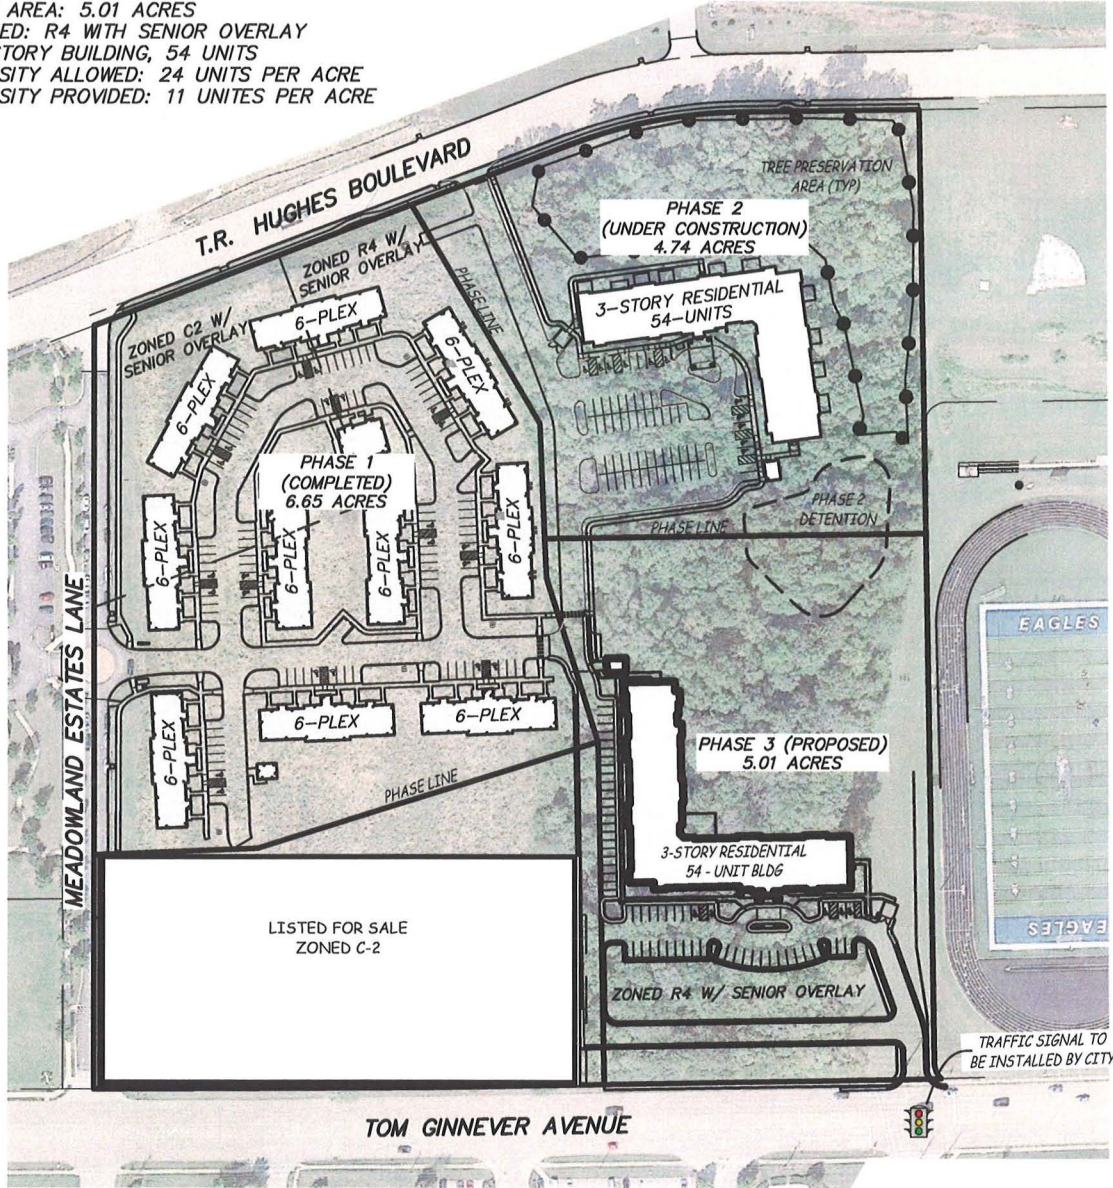 AREA: 5.01 ACRES
ED: R4 WITH SENIOR OVERLAY
STORY BUILDING, 54 UNITS
SITY ALLOWED: 24 UNITS PER ACRE
SITY PROVIDED: 11 UNITES PER ACRE
T.R. HUGHES BOULEVARD
TREE PRESERVATION
AREA (TYP)
PHASE 2
(UNDER CONSTRUCTION)
4.74 ACRES
ZONED R4 W/
SENIOR OVERLAY
PHASE LINE
3-STORY RESIDENTIAL
54-UNITS
ZONED C2 W/
SENIOR OVERLAY
6-PLEX
6-PLEX
6-PLEX
PHASE 1
(COMPLETED)
6.65 ACRES
6-PLEX
6-PLEX
6-PLEX
6-PLEX
PHASE 2
DETENTION
PHASE LINE
MEADOWLAND ESTATES LANE
EAGLES
6-PLEX
6-PLEX
6-PLEX
PHASE LINE
PHASE 3 (PROPOSED)
5.01 ACRES
3-STORY RESIDENTIAL
54 - UNIT BLDG
LISTED FOR SALE
ZONED C-2
EAGLES
ZONED R4 W/ SENIOR OVERLAY
TRAFFIC SIGNAL TO
BE INSTALLED BY CITY
TOM GINNEVER AVENUE